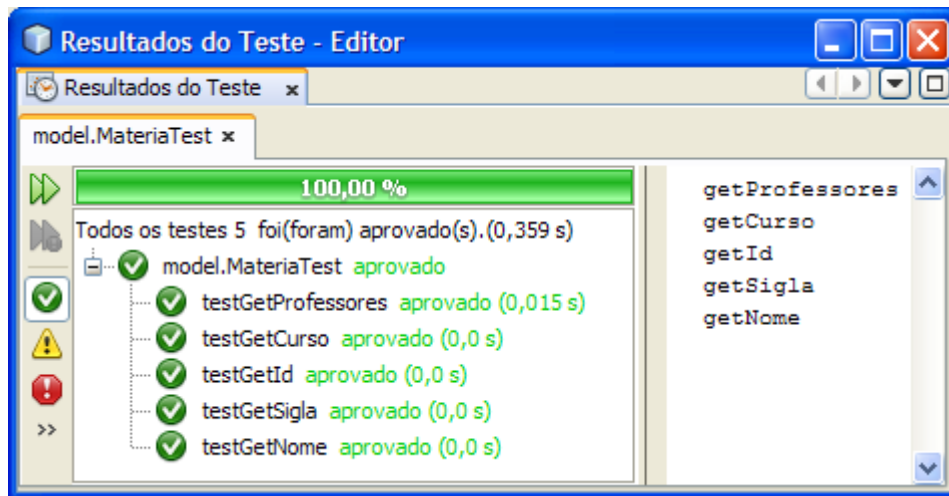 Resultados do Teste - Editor
Resultados do Teste
model.MateriaTest
100,00 %
Todos os testes 5 foi(foram) aprovado(s).(0,359 s)
model.MateriaTest aprovado
testGetProfessores aprovado (0,015 s)
testGetCurso aprovado (0,0 s)
testGetId aprovado (0,0 s)
testGetSigla aprovado (0,0 s)
testGetNome aprovado (0,0 s)
getProfessores
getCurso
getId
getSigla
getNome